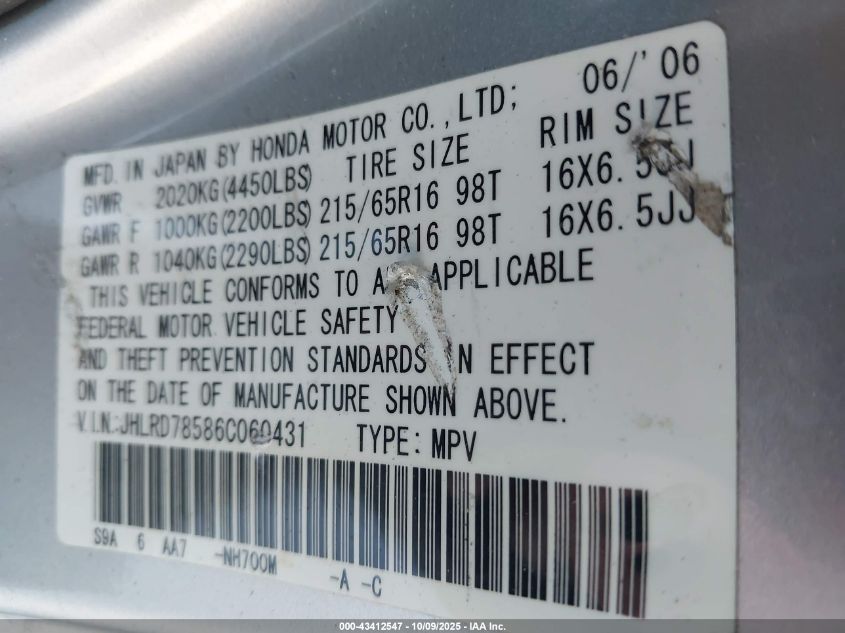 06/'06
MFD. IN JAPAN BY HONDA MOTOR CO.,LTD;
GVWR 2020KG(4450LBS) TIRE SIZE RIM SIZE
GAWR F 1000KG(2200LBS) 215/65R16 98T 16X6.5JJ
GAWR R 1040KG(2290LBS) 215/65R16 98T 16X6.5JJ
THIS VEHICLE CONFORMS TO APPLICABLE
FEDERAL MOTOR VEHICLE SAFETY
AND THEFT PREVENTION STANDARDS IN EFFECT
ON THE DATE OF MANUFACTURE SHOWN ABOVE.
V.I.N.:JHLRD78586C060431 TYPE: MPV
S9A 6 AA7 -NH700M -A -C
000-43412547 - 10/09/2025 - IAA Inc.